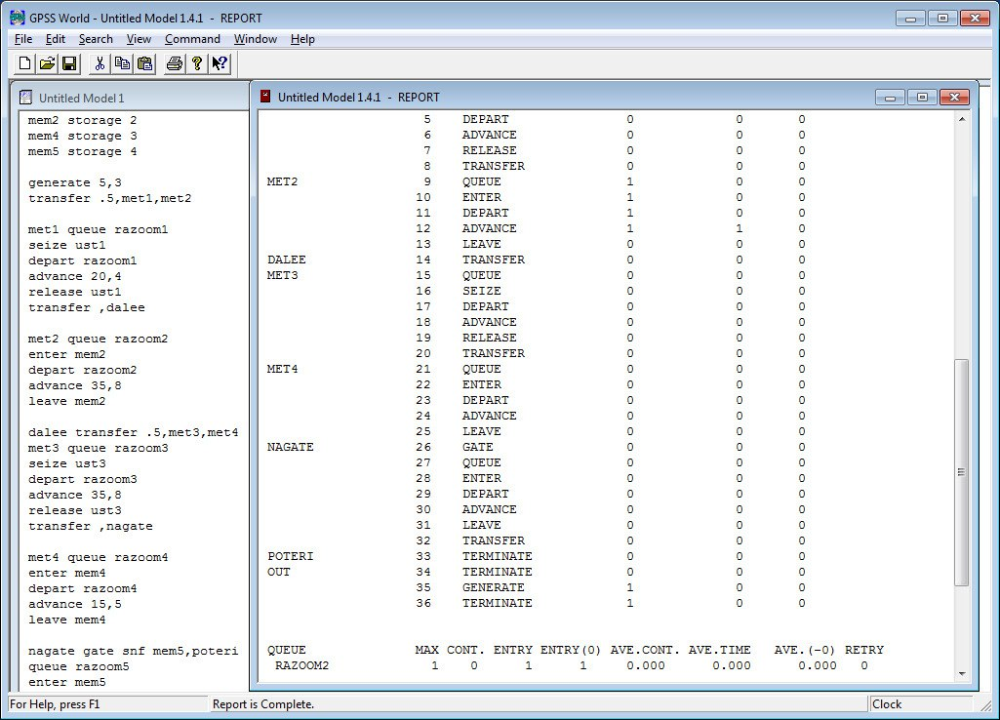 GPSS World - Untitled Model 1.4.1 - REPORT
File Edit Search View Command Window Help
Untitled Model 1
mem2 storage 2
mem4 storage 3
mem5 storage 4
generate 5,3
transfer .5,met1,met2
met1 queue razoom1
seize ust1
depart razoom1
advance 20,4
release ust1
transfer ,dalee
met2 queue razoom2
enter mem2
depart razoom2
advance 35,8
leave mem2
dalee transfer .5,met3,met4
met3 queue razoom3
seize ust3
depart razoom3
advance 35,8
release ust3
transfer ,nagate
met4 queue razoom4
enter mem4
depart razoom4
advance 15,5
leave mem4
nagate gate snf mem5,poteri
queue razoom5
enter mem5
Untitled Model 1.4.1 - REPORT
5 DEPART 0 0 0
6 ADVANCE 0 0 0
7 RELEASE 0 0 0
8 TRANSFER 0 0 0
MET2 9 QUEUE 1 0 0
10 ENTER 1 0 0
11 DEPART 1 0 0
12 ADVANCE 1 1 0
13 LEAVE 0 0 0
DALEE 14 TRANSFER 0 0 0
MET3 15 QUEUE 0 0 0
16 SEIZE 0 0 0
17 DEPART 0 0 0
18 ADVANCE 0 0 0
19 RELEASE 0 0 0
20 TRANSFER 0 0 0
MET4 21 QUEUE 0 0 0
22 ENTER 0 0 0
23 DEPART 0 0 0
24 ADVANCE 0 0 0
25 LEAVE 0 0 0
NAGATE 26 GATE 0 0 0
27 QUEUE 0 0 0
28 ENTER 0 0 0
29 DEPART 0 0 0
30 ADVANCE 0 0 0
31 LEAVE 0 0 0
32 TRANSFER 0 0 0
POTERI 33 TERMINATE 0 0 0
OUT 34 TERMINATE 0 0 0
35 GENERATE 1 0 0
36 TERMINATE 1 0 0
QUEUE MAX CONT. ENTRY ENTRY(0) AVE.CONT. AVE.TIME AVE.(-0) RETRY
RAZOOM2 1 0 1 1 0.000 0.000 0.000 0
For Help, press F1 Report is Complete. Clock